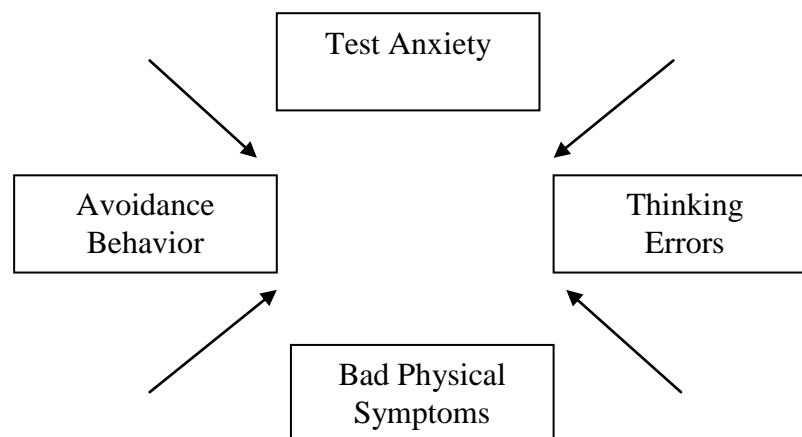 Test Anxiety
Avoidance
Behavior
Thinking
Errors
Bad Physical
Symptoms